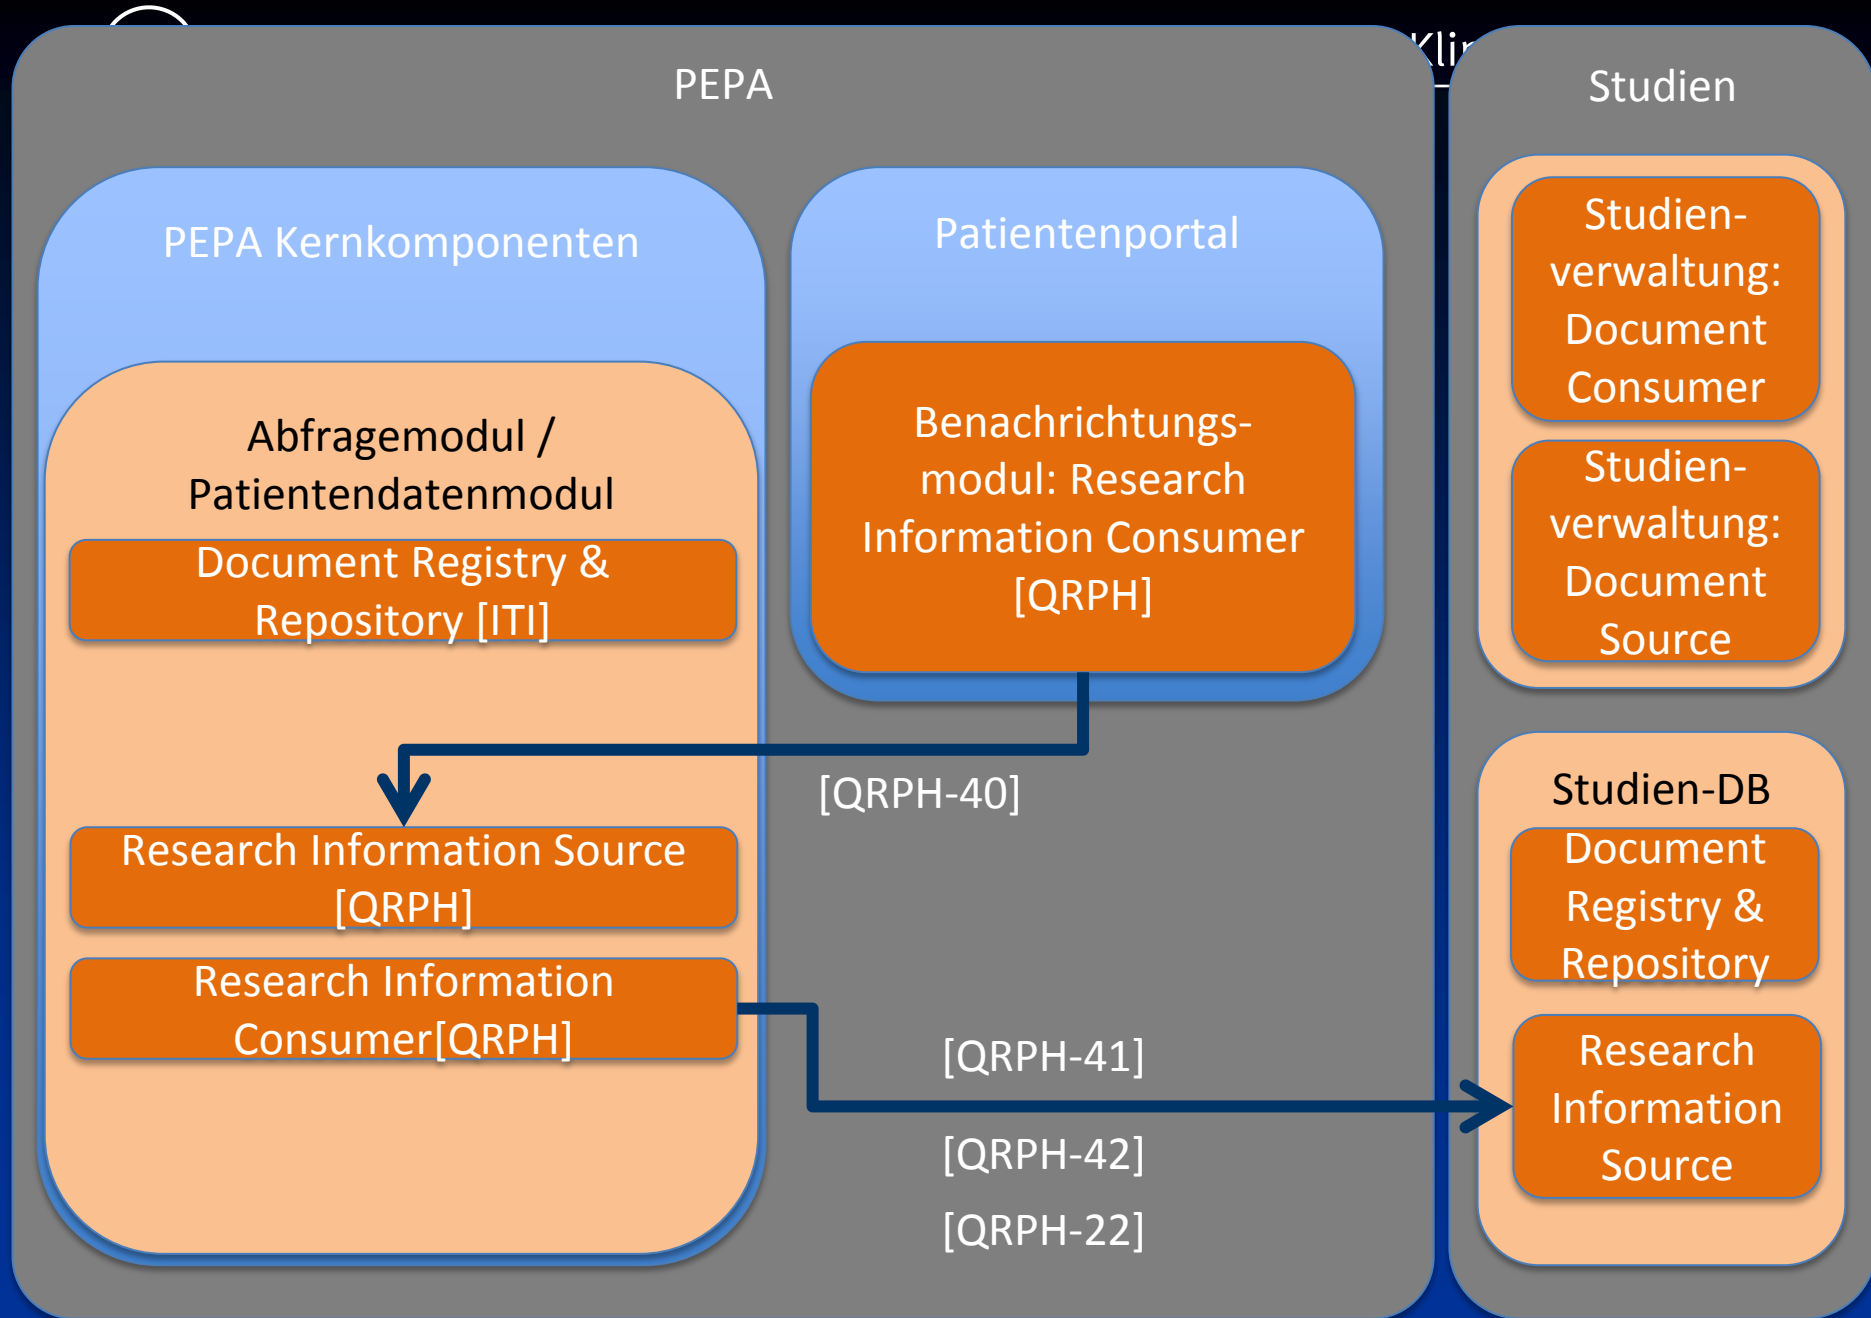 PEPA
Studien
PEPA Kernkomponenten
Abfragemodul /
Patientendatenmodul
Document Registry &
Repository [ITI]
Research Information Source
[QRPH]
Research Information
Consumer[QRPH]
Patientenportal
Benachrichtungs-
modul: Research
Information Consumer
[QRPH]
[QRPH-40]
[QRPH-41]
[QRPH-42]
[QRPH-22]
Studien-
verwaltung:
Document
Consumer
Studien-
verwaltung:
Document
Source
Studien-DB
Document
Registry &
Repository
Research
Information
Source